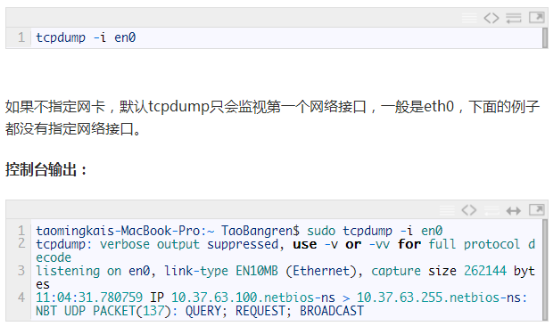 1 tcpdump -i en0
如果不指定网卡，默认tcpdump只会监视第一个网络接口，一般是eth0，下面的例子
都没有指定网络接口。
控制台输出：
1 taomingkais-MacBook-Pro:~ TaoBangren$ sudo tcpdump -i en0
2 tcpdump: verbose output suppressed, use -v or -vv for full protocol d
ecode
3 listening on en0, link-type EN10MB (Ethernet), capture size 262144 byt
es
4 11:04:31.780759 IP 10.37.63.100.netbios-ns > 10.37.63.255.netbios-ns:
NBT UDP PACKET(137): QUERY; REQUEST; BROADCAST